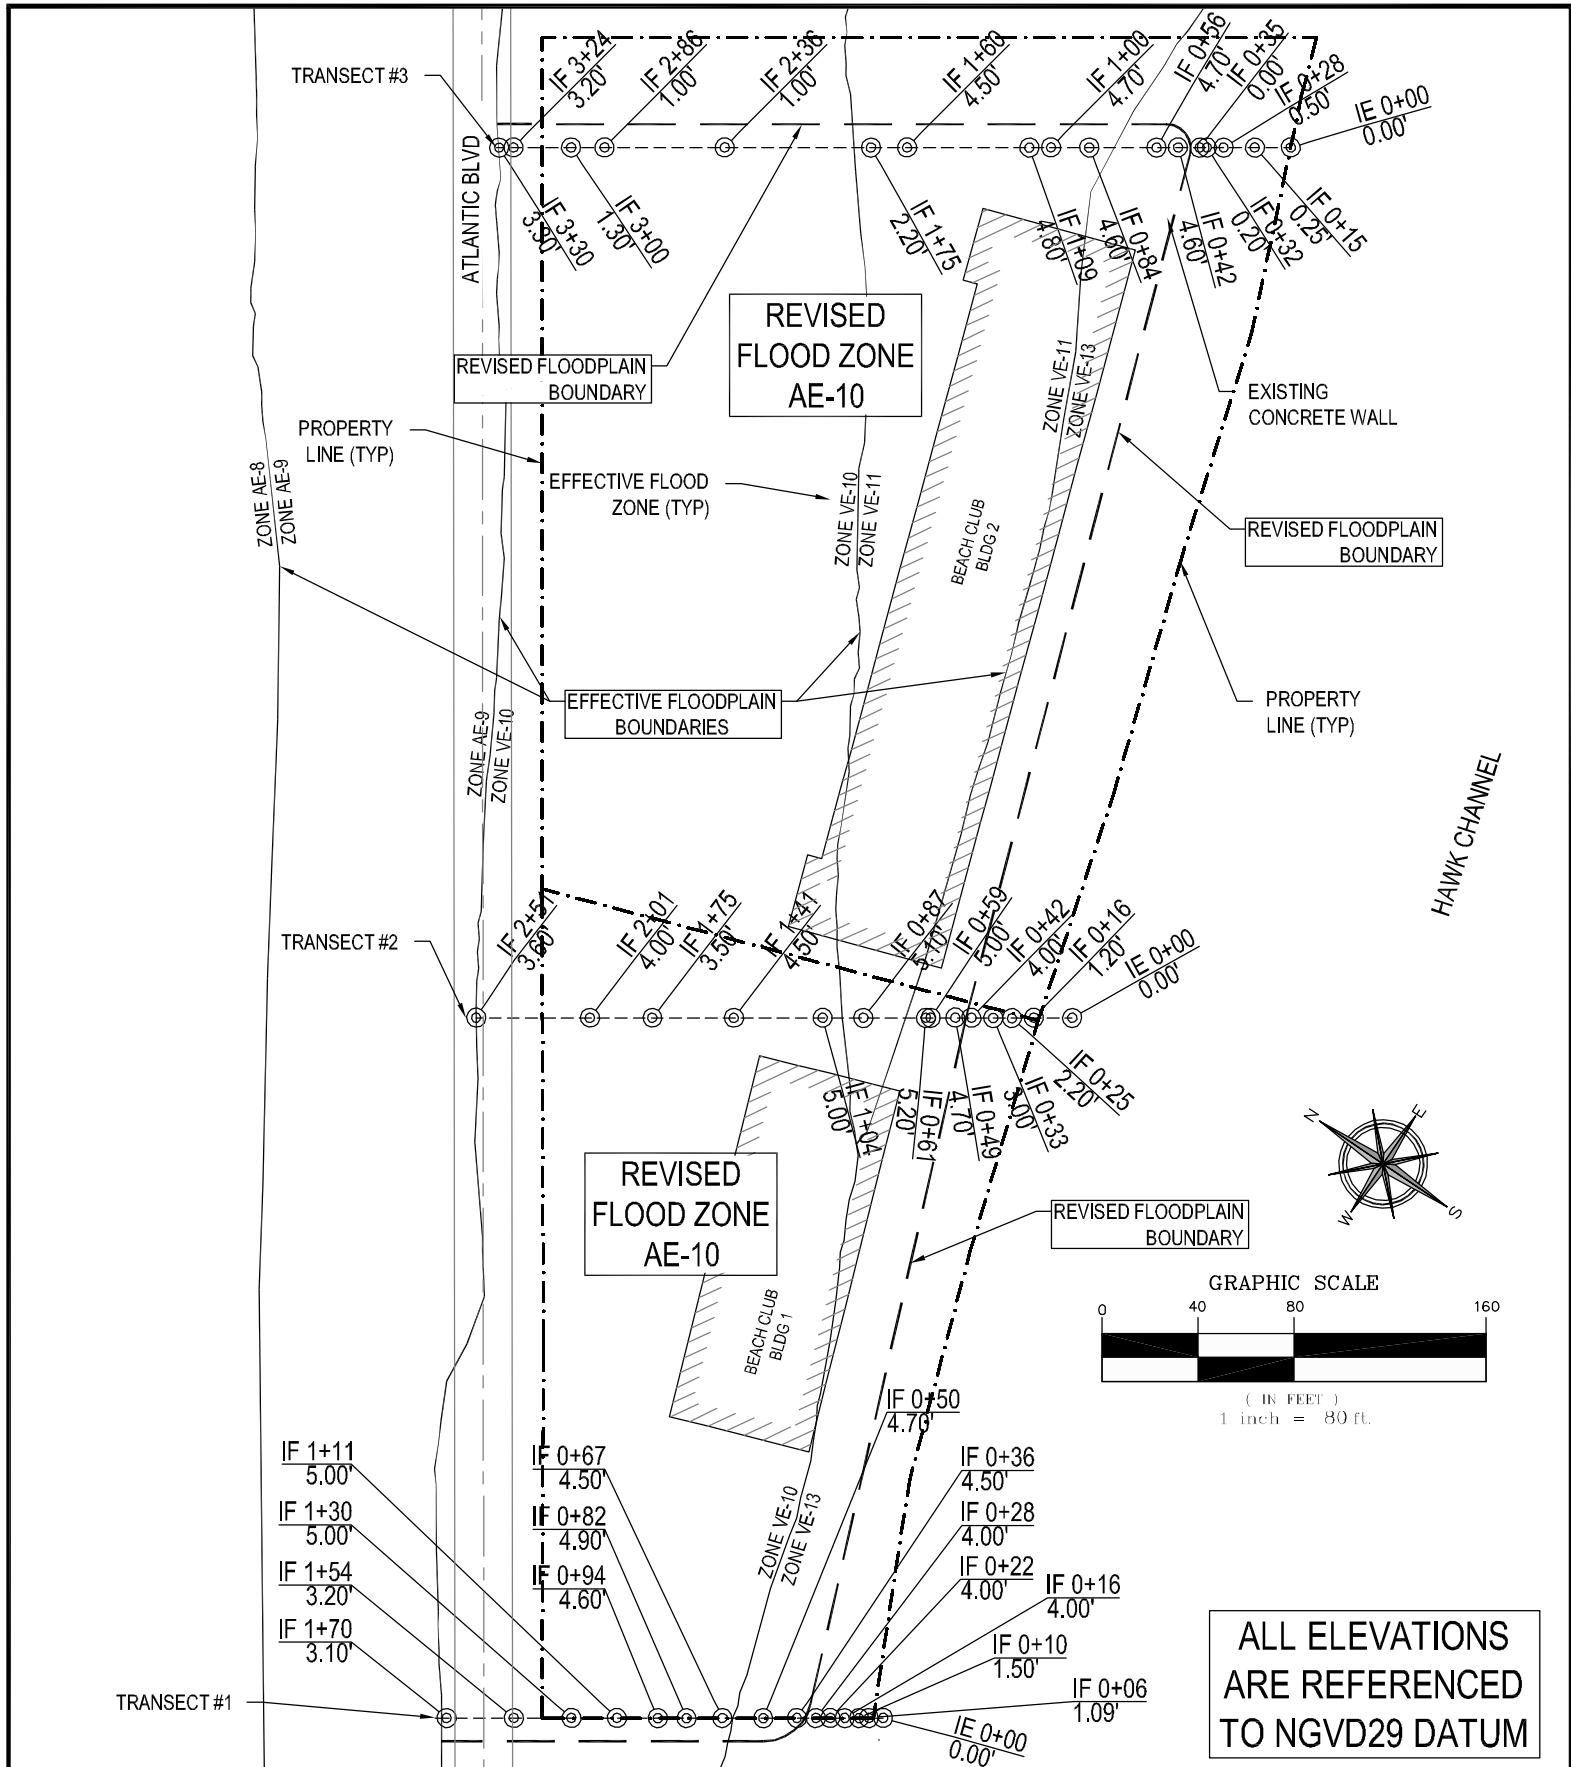 TRANSECT #3
IF 3+24
3.20'
IF 2+86
1.00'
IF 2+36
1.00'
IF 1+60
4.50'
IF 1+00
4.70'
IF 0+56
4.70'
IF 0+35
0.00'
IF 0+28
0.50'
IE 0+00
0.00'
ATLANTIC BLVD
IF 3+30
3.30'
IF 3+00
1.30'
IF 1+75
2.20'
IF 1+09
4.80'
IF 0+84
4.60'
IF 0+42
4.60'
IF 0+32
0.20'
IF 0+15
0.25'
REVISED
FLOOD ZONE
AE-10
REVISED FLOODPLAIN
BOUNDARY
ZONE VE-11
ZONE VE-13
EXISTING
CONCRETE WALL
PROPERTY
LINE (TYP)
EFFECTIVE FLOOD
ZONE (TYP)
ZONE AE-8
ZONE AE-9
ZONE VE-10
ZONE VE-11
BEACH CLUB
BLDG 2
REVISED FLOODPLAIN
BOUNDARY
EFFECTIVE FLOODPLAIN
BOUNDARIES
PROPERTY
LINE (TYP)
ZONE AE-9
ZONE VE-10
HAWK CHANNEL
TRANSECT #2
IF 2+51
3.60'
IF 2+01
4.00'
IF 1+75
3.50'
IF 1+41
4.50'
IF 0+87
5.10'
IF 0+59
5.00'
IF 0+42
4.00'
IF 0+16
1.20'
IE 0+00
0.00'
IF 1+04
5.00'
IF 0+61
5.20'
IF 0+49
4.70'
IF 0+33
3.00'
IF 0+25
2.20'
N
E
W
S
REVISED
FLOOD ZONE
AE-10
REVISED FLOODPLAIN
BOUNDARY
BEACH CLUB
BLDG 1
GRAPHIC SCALE
0 40 80 160
( IN FEET )
1 inch = 80 ft.
IF 0+50
4.70'
IF 1+11
5.00'
IF 0+67
4.50'
IF 0+36
4.50'
IF 1+30
5.00'
IF 0+82
4.90'
ZONE VE-10
ZONE VE-13
IF 0+28
4.00'
IF 1+54
3.20'
IF 0+94
4.60'
IF 0+22
4.00'
IF 0+16
4.00'
IF 1+70
3.10'
IF 0+10
1.50'
TRANSECT #1
IF 0+06
1.09'
IE 0+00
0.00'
ALL ELEVATIONS
ARE REFERENCED
TO NGVD29 DATUM